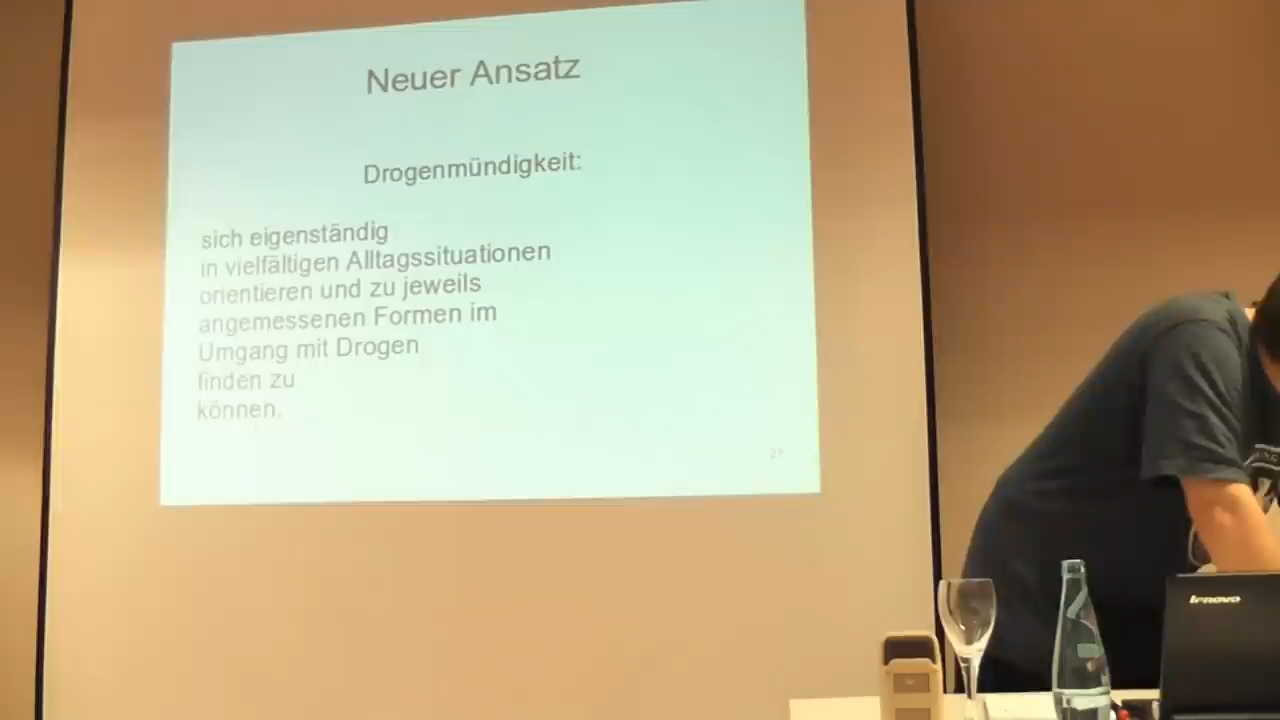 Neuer Ansatz
Drogenmündigkeit:
sich eigenständig
in vielfältigen Alltagssituationen
orientieren und zu jeweils
angemessenen Formen im
Umgang mit Drogen
finden zu
können.
lenovo